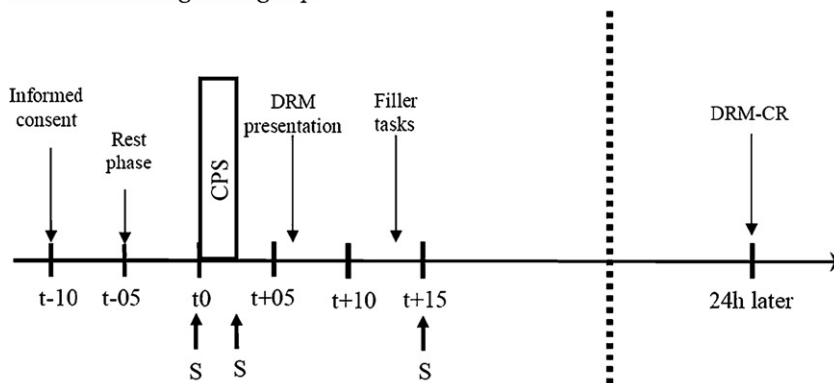 Informed
consent
Rest
phase
CPS
DRM
presentation
Filler
tasks
DRM-CR
t-10
t-05
t0
t+05
t+10
t+15
24h later
S
S
S